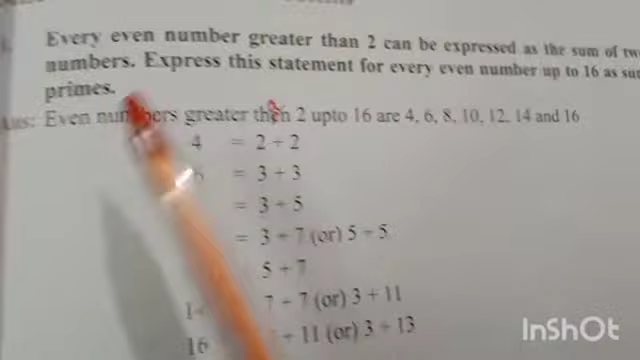 Every even number greater than 2 can be expressed as the sum of two
numbers. Express this statement for every even number up to 16 as sum
primes.
Ans: Even numbers greater then 2 upto 16 are 4, 6, 8, 10, 12, 14 and 16
4 = 2 + 2
= 3 + 3
= 3 + 5
= 3 + 7 (or) 5 + 5
5 + 7
7 + 7 (or) 3 + 11
16 + 11 (or) 3 + 13
InShOt